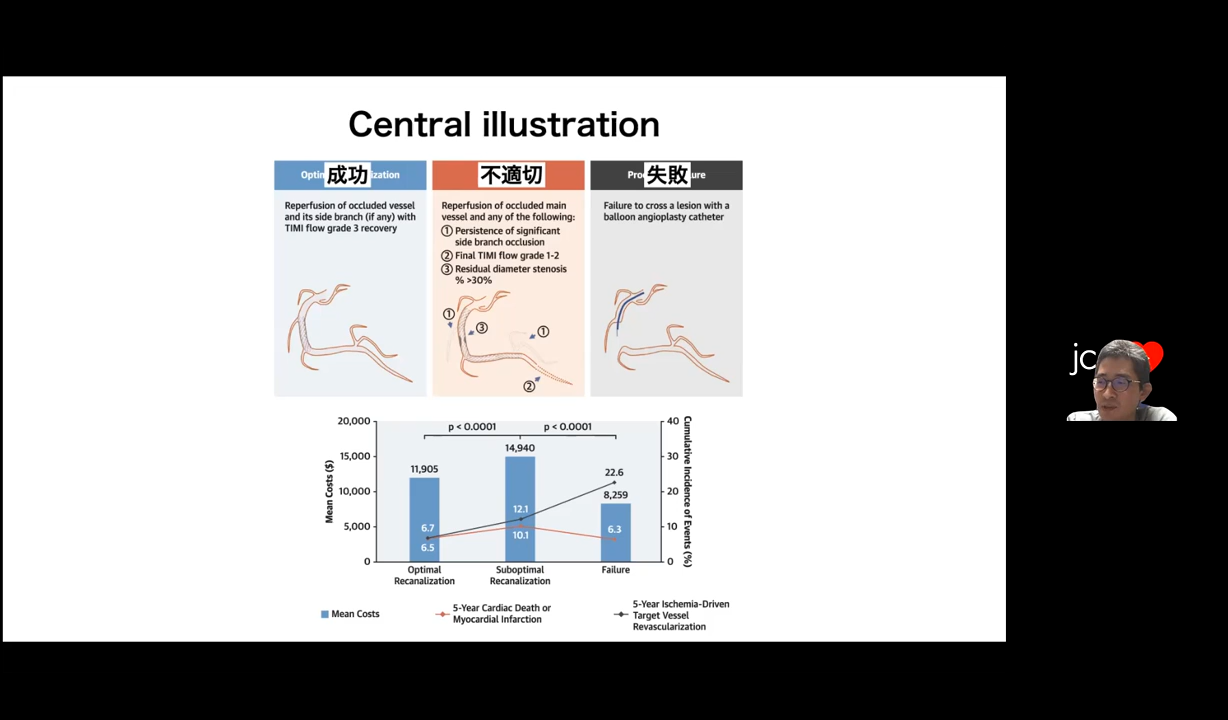 Central illustration
成功
Reperfusion of occluded vessel
and its side branch (if any) with
TIMI flow grade 3 recovery
不適切
Reperfusion of occluded main
vessel and any of the following:
① Persistence of significant
side branch occlusion
② Final TIMI flow grade 1-2
③ Residual diameter stenosis
% >30%
① ③ ① ②
失敗
Failure to cross a lesion with a
balloon angioplasty catheter
Mean Costs ($)
20,000
15,000
10,000
5,000
0
p < 0.0001 p < 0.0001
11,905
6.7
6.5
14,940
12.1
10.1
22.6
8,259
6.3
40
30
20
10
0
Cumulative Incidence of Events (%)
Optimal
Recanalization
Suboptimal
Recanalization
Failure
Mean Costs
5-Year Cardiac Death or
Myocardial Infarction
5-Year Ischemia-Driven
Target Vessel
Revascularization
jc